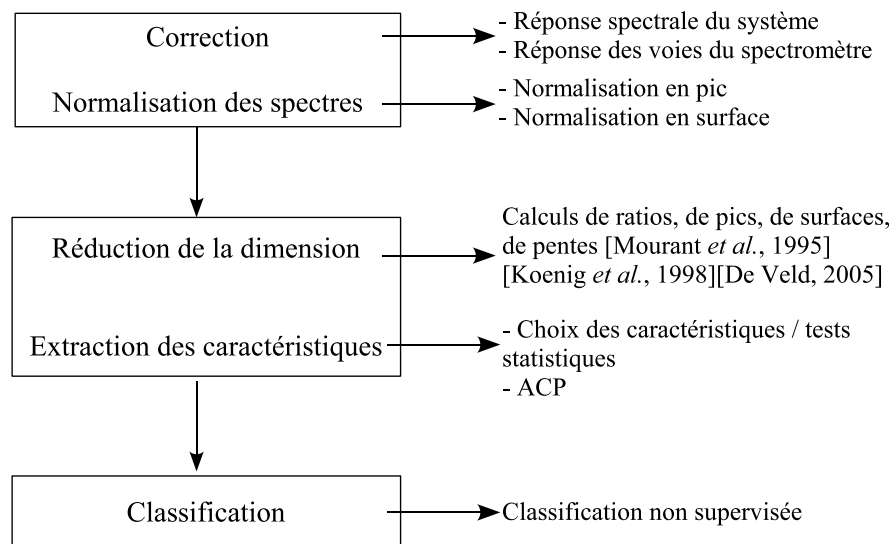 Correction
- Réponse spectrale du système
- Réponse des voies du spectromètre
Normalisation des spectres
- Normalisation en pic
- Normalisation en surface
Réduction de la dimension
Calculs de ratios, de pics, de surfaces,
de pentes [Mourant et al., 1995]
[Koenig et al., 1998][De Veld, 2005]
Extraction des caractéristiques
- Choix des caractéristiques / tests
statistiques
- ACP
Classification
Classification non supervisée